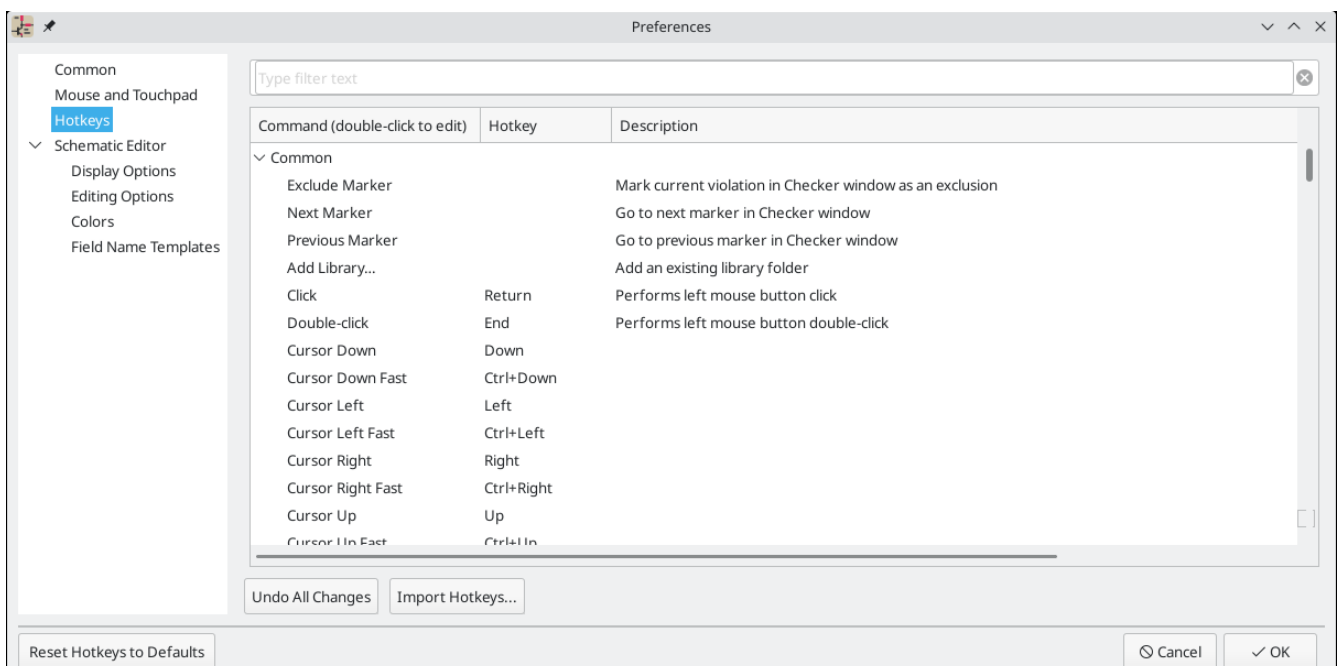 Preferences
Common
Mouse and Touchpad
Hotkeys
Schematic Editor
Display Options
Editing Options
Colors
Field Name Templates
Type filter text
Command (double-click to edit) Hotkey Description
Common
Exclude Marker Mark current violation in Checker window as an exclusion
Next Marker Go to next marker in Checker window
Previous Marker Go to previous marker in Checker window
Add Library... Add an existing library folder
Click Return Performs left mouse button click
Double-click End Performs left mouse button double-click
Cursor Down Down
Cursor Down Fast Ctrl+Down
Cursor Left Left
Cursor Left Fast Ctrl+Left
Cursor Right Right
Cursor Right Fast Ctrl+Right
Cursor Up Up
Cursor Up Fast Ctrl+Up
Undo All Changes Import Hotkeys...
Reset Hotkeys to Defaults Cancel OK